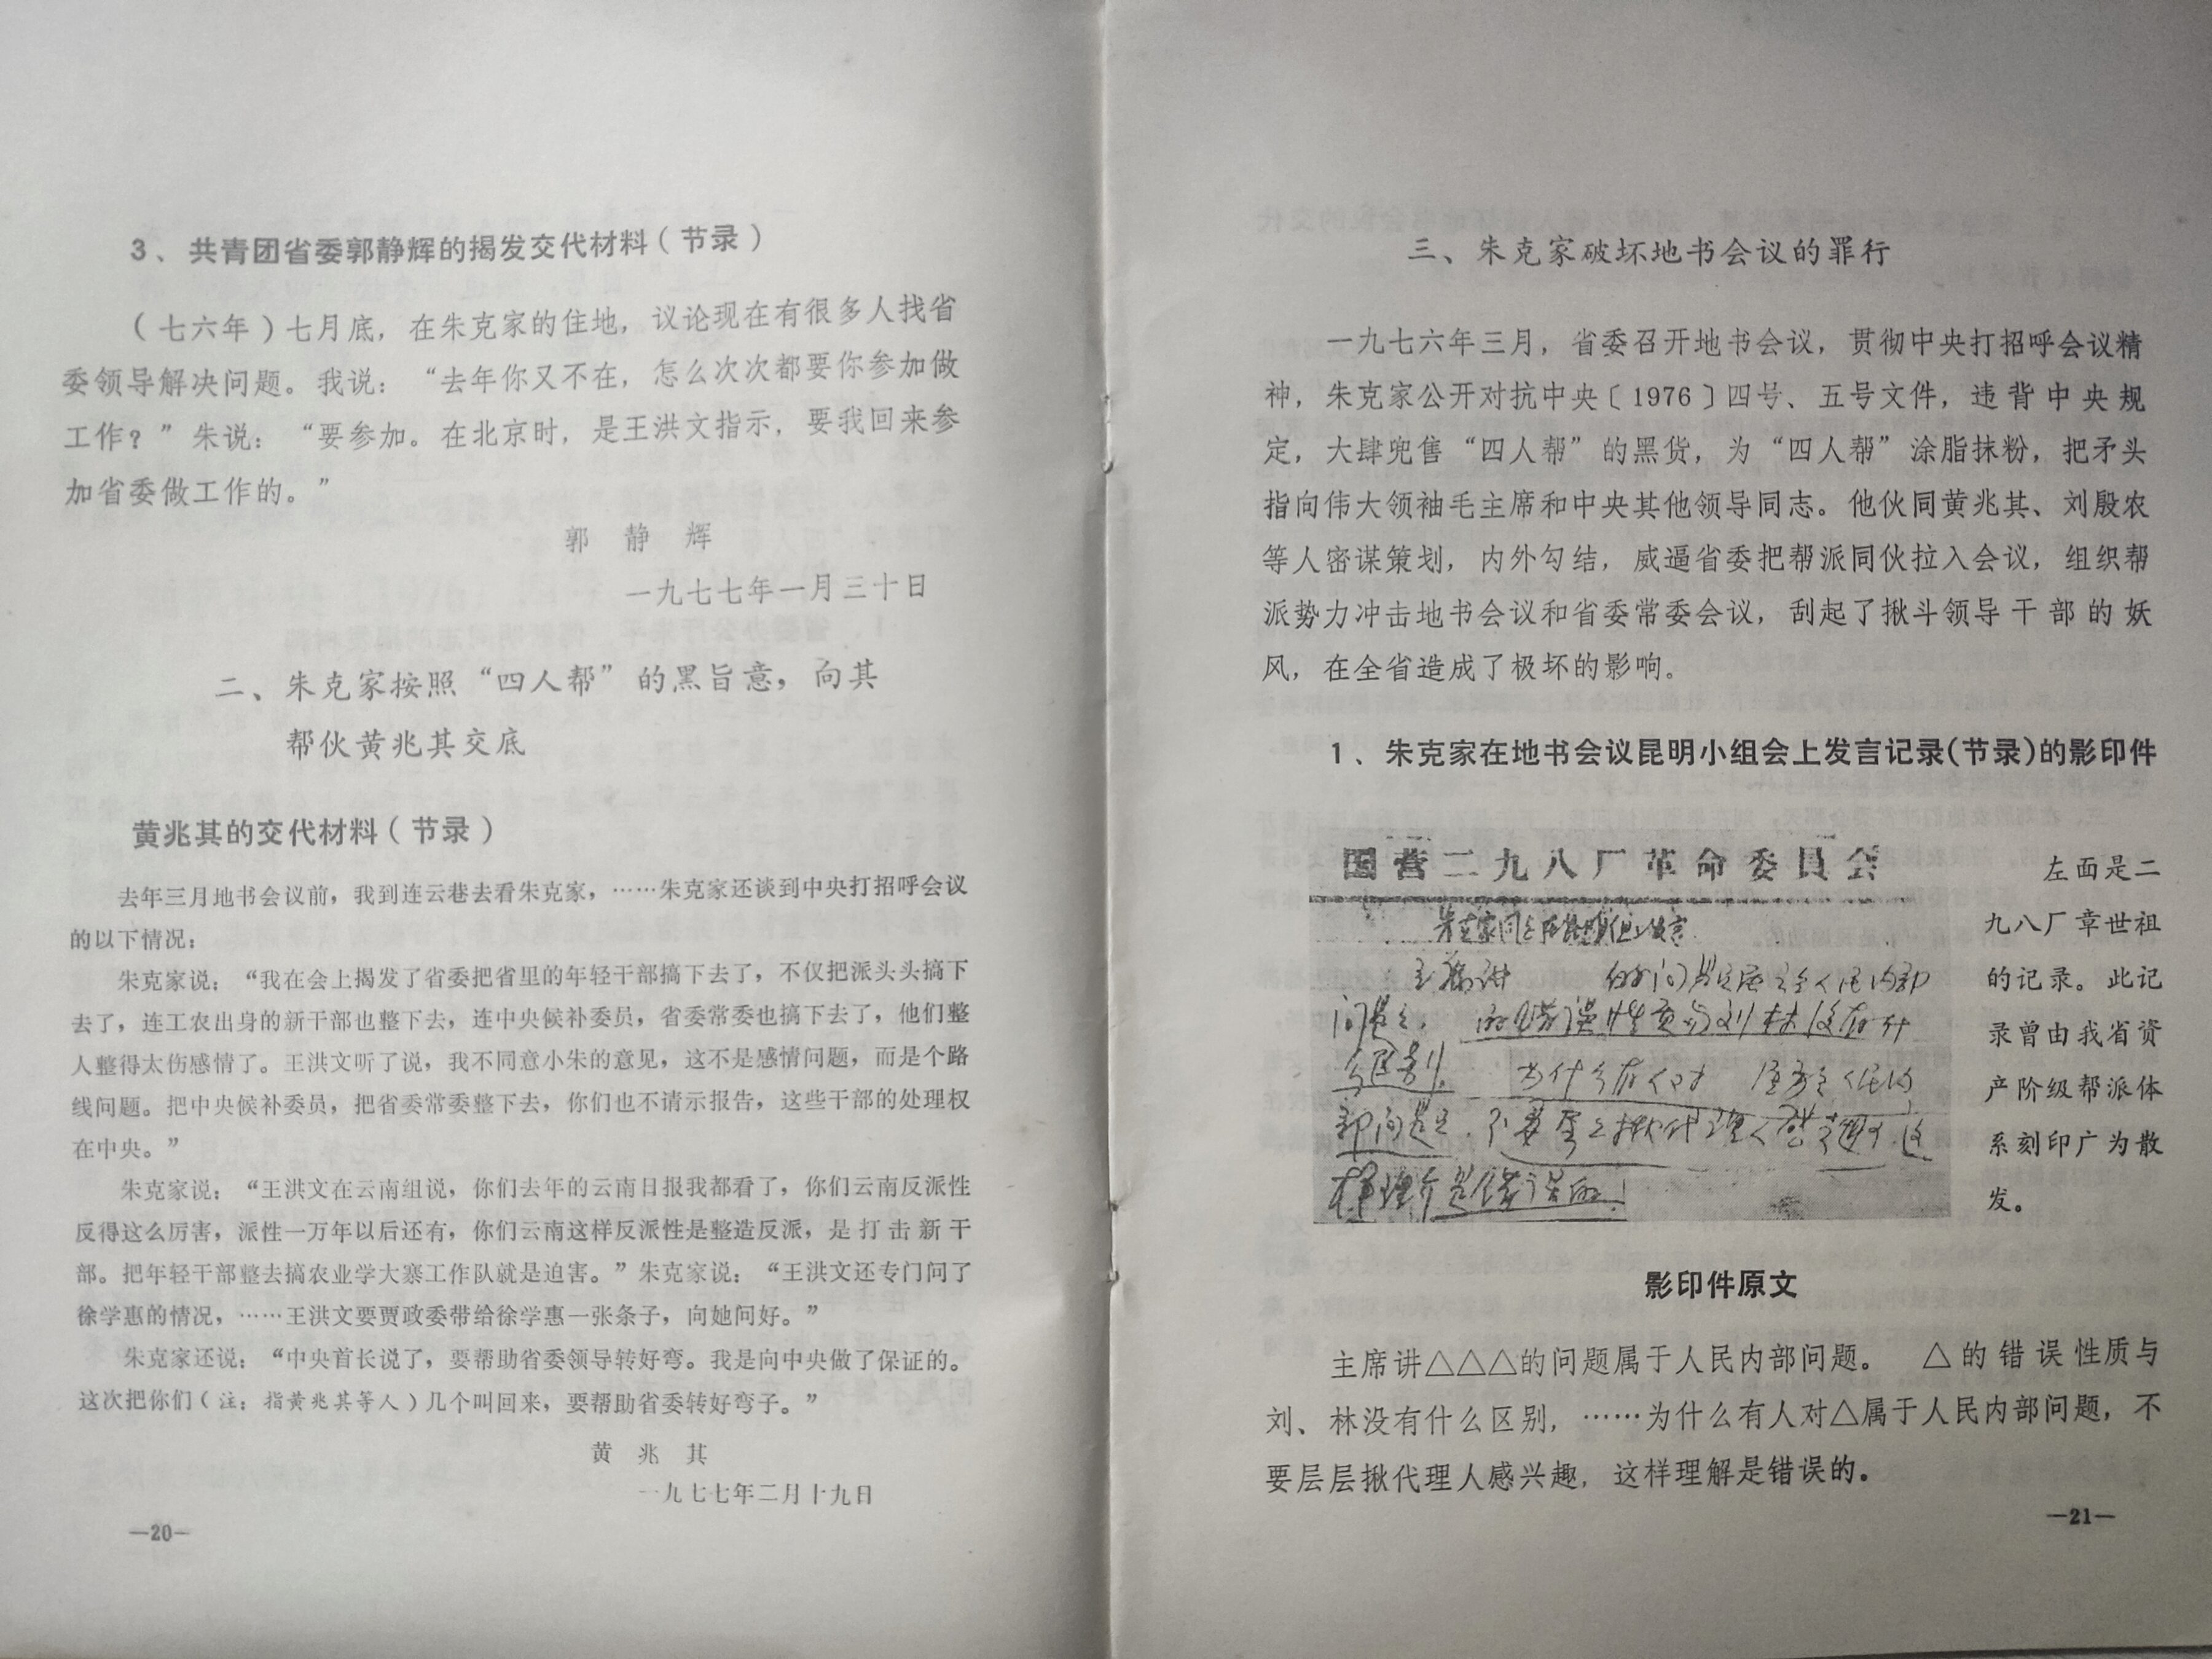 3、共青团省委郭静辉的揭发交代材料（节录）
（七六年）七月底，在朱克家的住地，议论现在有很多人找省
委领导解决问题。我说：“去年你又不在，怎么次次都要你参加做
工作？”朱说：“要参加。在北京时，是王洪文指示，要我回来参
加省委做工作的。”
郭静辉
一九七七年一月三十日
二、朱克家按照“四人帮”的黑旨意，向其
帮伙黄兆其交底
黄兆其的交代材料（节录）
去年三月地书会议前，我到连云巷去看朱克家，……朱克家还谈到中央打招呼会议
的以下情况：
朱克家说：“我在会上揭发了省委把省里的年轻干部搞下去了，不仅把派头头搞下
去了，连工农出身的新干部也整下去，连中央候补委员，省委常委也搞下去了，他们整
人整得太伤感情了。王洪文听了说，我不同意小朱的意见，这不是感情问题，而是个路
线问题。把中央候补委员，把省委常委整下去，你们也不请示报告，这些干部的处理权
在中央。”
朱克家说：“王洪文在云南组说，你们去年的云南日报我都看了，你们云南反派性
反得这么厉害，派性一万年以后还有，你们云南这样反派性是整造反派，是打击新干
部。把年轻干部整去搞农业学大寨工作队就是迫害。”朱克家说：“王洪文还专门问了
徐学惠的情况，……王洪文要贾政委带给徐学惠一张条子，向她问好。”
朱克家还说：“中央首长说了，要帮助省委领导转好弯。我是向中央做了保证的。
这次把你们（注：指黄兆其等人）几个叫回来，要帮助省委转好弯子。”
黄兆其
一九七七年二月十九日
—20—
三、朱克家破坏地书会议的罪行
一九七六年三月，省委召开地书会议，贯彻中央打招呼会议精
神，朱克家公开对抗中央〔1976〕四号、五号文件，违背中央规
定，大肆兜售“四人帮”的黑货，为“四人帮”涂脂抹粉，把矛头
指向伟大领袖毛主席和中央其他领导同志。他伙同黄兆其、刘殷农
等人密谋策划，内外勾结，威逼省委把帮派同伙拉入会议，组织帮
派势力冲击地书会议和省委常委会议，刮起了揪斗领导干部的妖
风，在全省造成了极坏的影响。
1、朱克家在地书会议昆明小组会上发言记录(节录)的影印件
国营二九八厂革命委员会
朱克家同志在昆明组发言
主席讲 的问题属于人民内部
问题。 的错误性质与刘林没有什
么区别 为什么有人对 属于人民内
部问题，不要层层揪代理人感兴趣，这
样理解是错误的！
左面是二
九八厂章世祖
的记录。此记
录曾由我省资
产阶级帮派体
系刻印广为散
发。
影印件原文
主席讲△△△的问题属于人民内部问题。 △的错误性质与
刘、林没有什么区别，……为什么有人对△属于人民内部问题，不
要层层揪代理人感兴趣，这样理解是错误的。
—21—